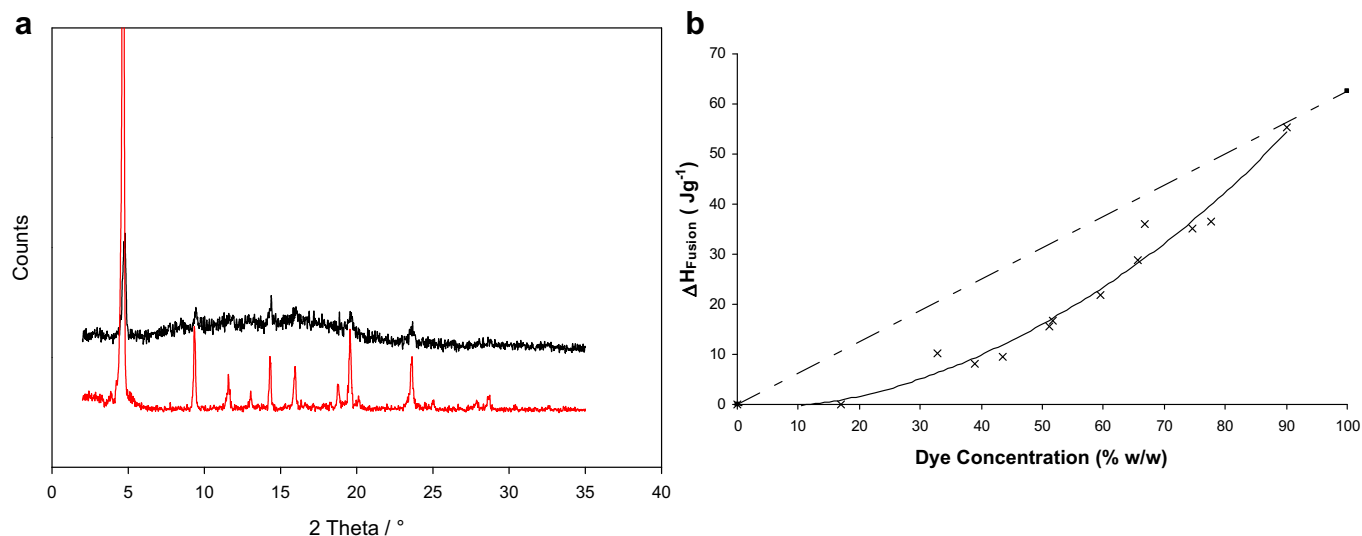 a
Counts
0 5 10 15 20 25 30 35 40
2 Theta / °
b
70
60
50
40
30
20
10
0
ΔHFusion ( Jg-1)
0 10 20 30 40 50 60 70 80 90 100
Dye Concentration (% w/w)